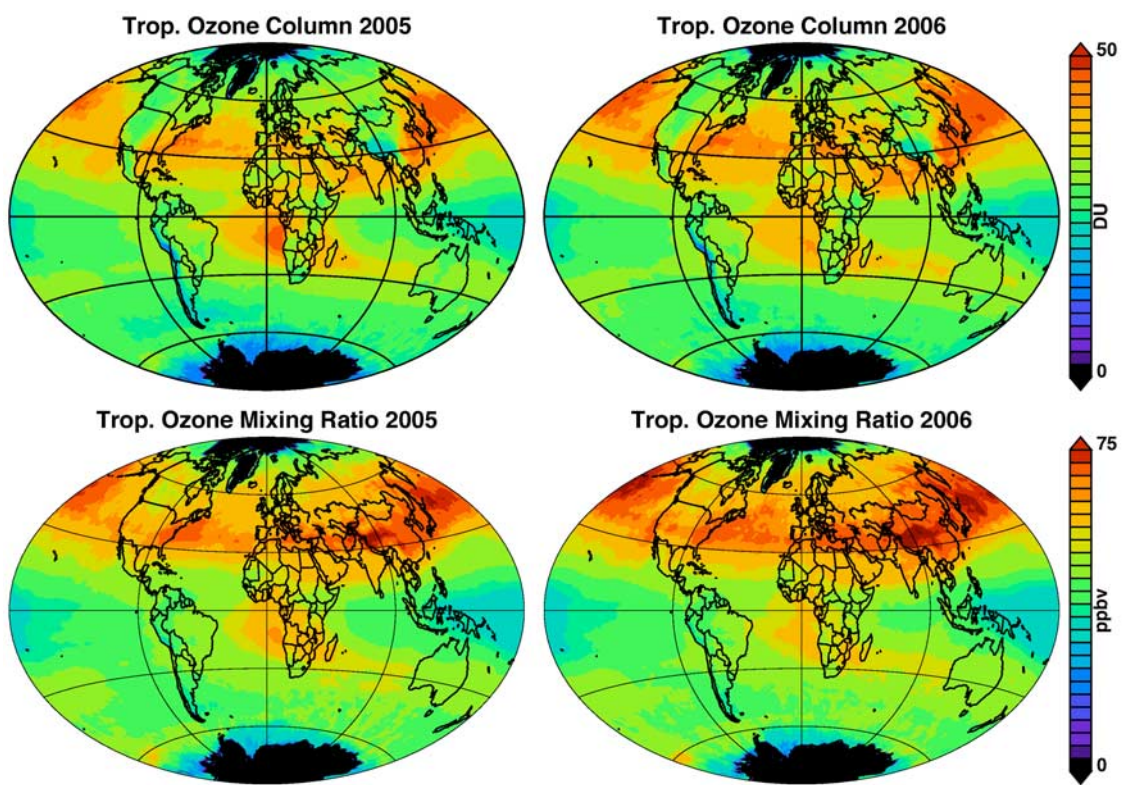 Trop. Ozone Column 2005
Trop. Ozone Column 2006
50
DU
0
Trop. Ozone Mixing Ratio 2005
Trop. Ozone Mixing Ratio 2006
75
ppbv
0